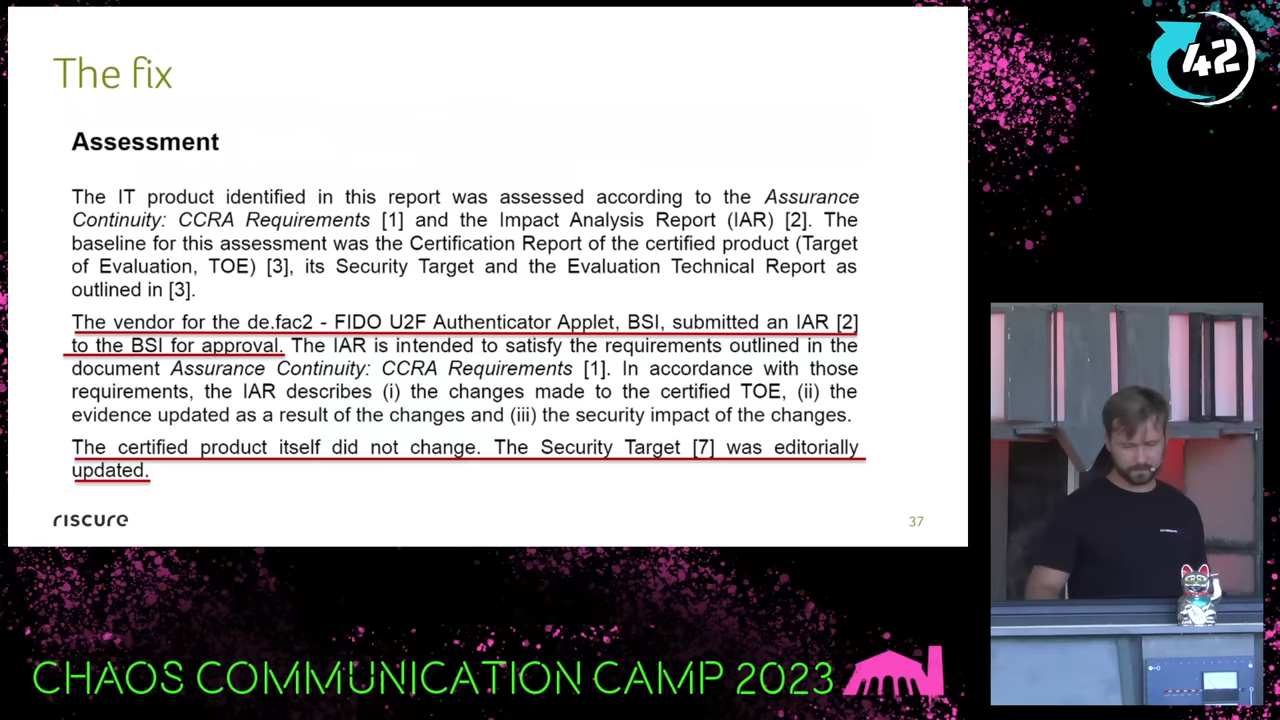 The fix
Assessment
The IT product identified in this report was assessed according to the Assurance
Continuity: CCRA Requirements [1] and the Impact Analysis Report (IAR) [2]. The
baseline for this assessment was the Certification Report of the certified product (Target
of Evaluation, TOE) [3], its Security Target and the Evaluation Technical Report as
outlined in [3].
The vendor for the de.fac2 - FIDO U2F Authenticator Applet, BSI, submitted an IAR [2]
to the BSI for approval. The IAR is intended to satisfy the requirements outlined in the
document Assurance Continuity: CCRA Requirements [1]. In accordance with those
requirements, the IAR describes (i) the changes made to the certified TOE, (ii) the
evidence updated as a result of the changes and (iii) the security impact of the changes.
The certified product itself did not change. The Security Target [7] was editorially
updated.
riscure
37
42
CHAOS COMMUNICATION CAMP 2023